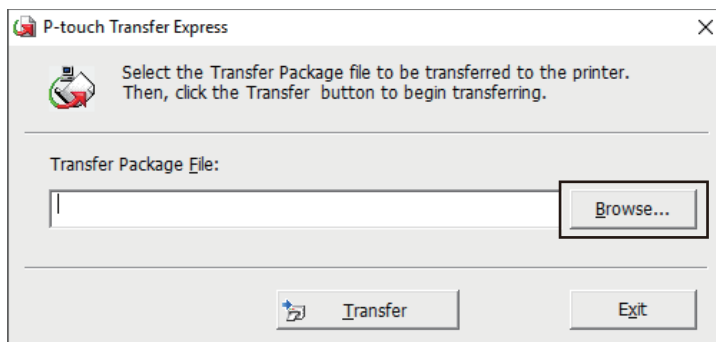 P-touch Transfer Express
Select the Transfer Package file to be transferred to the printer.
Then, click the Transfer button to begin transferring.
Transfer Package File:
Browse...
Transfer
Exit